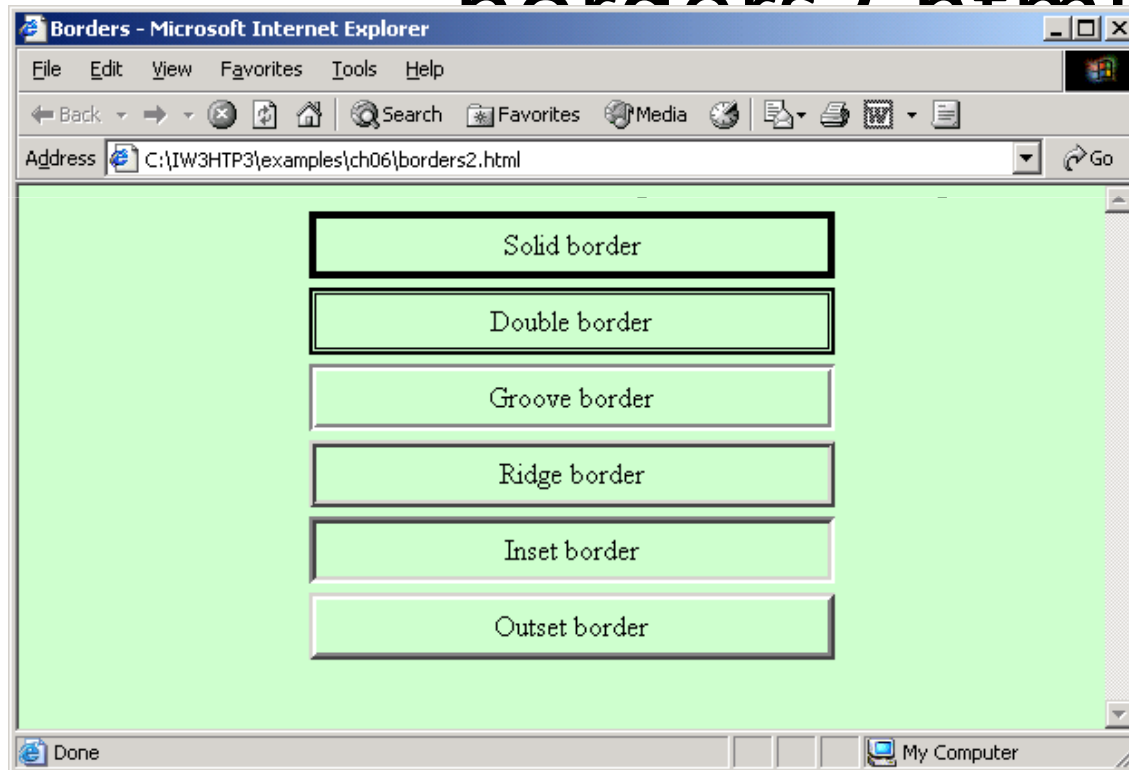 Borders - Microsoft Internet Explorer
File Edit View Favorites Tools Help
Back Search Favorites Media
Address C:\IW3HTP3\examples\ch06\borders2.html Go
Solid border
Double border
Groove border
Ridge border
Inset border
Outset border
Done My Computer